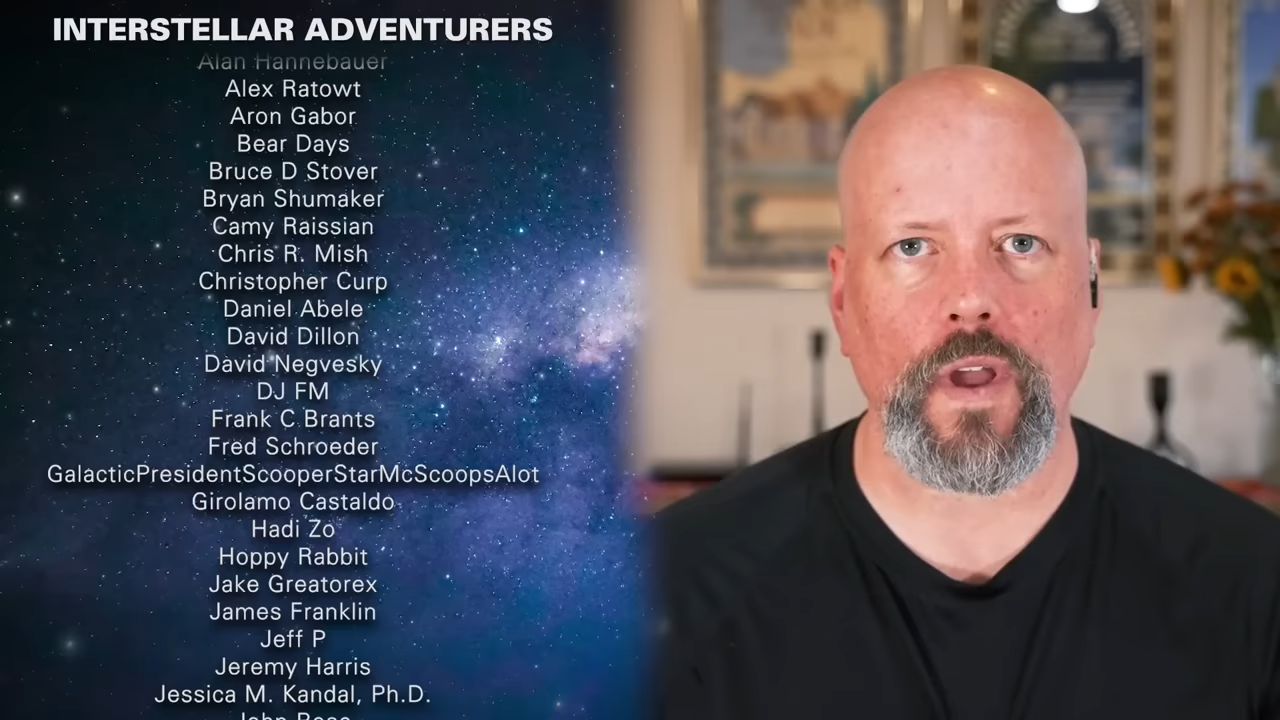 INTERSTELLAR ADVENTURERS
Alan Hannebauer
Alex Ratowt
Aron Gabor
Bear Days
Bruce D Stover
Bryan Shumaker
Camy Raissian
Chris R. Mish
Christopher Curp
Daniel Abele
David Dillon
David Negvesky
DJ FM
Frank C Brants
Fred Schroeder
GalacticPresidentScooperStarMcScoopsAlot
Girolamo Castaldo
Hadi Zo
Hoppy Rabbit
Jake Greatorex
James Franklin
Jeff P
Jeremy Harris
Jessica M. Kandal, Ph.D.
John